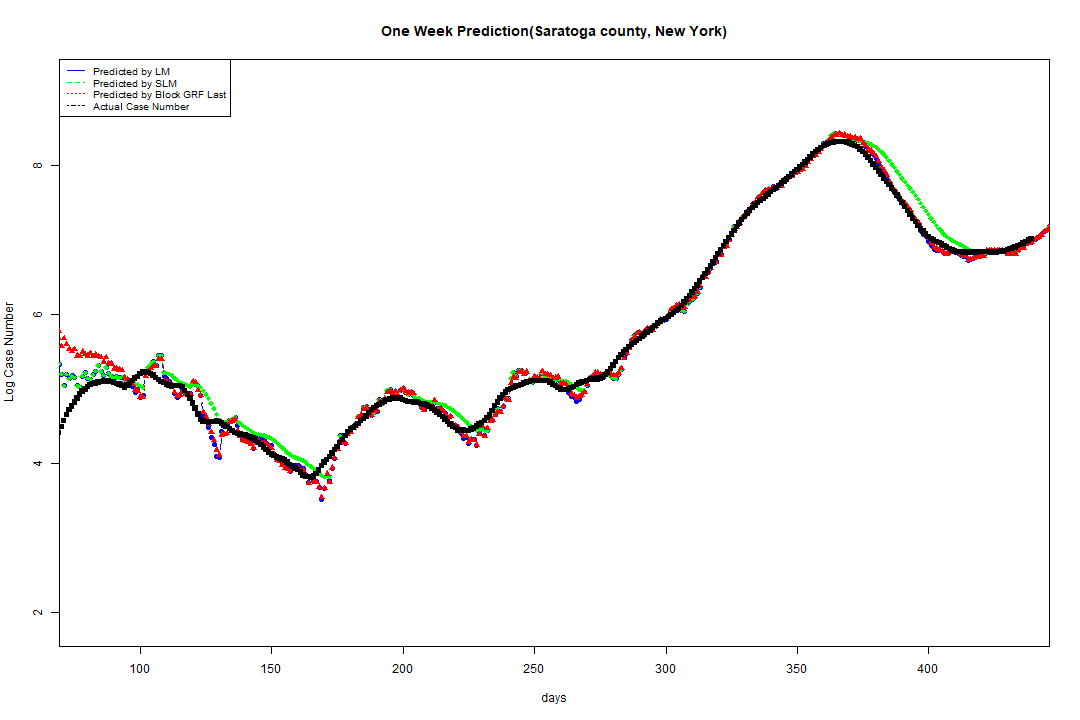 One Week Prediction(Saratoga county, New York)
Predicted by LM
Predicted by SLM
Predicted by Block GRF Last
Actual Case Number
8
6
4
2
Log Case Number
100 150 200 250 300 350 400
days